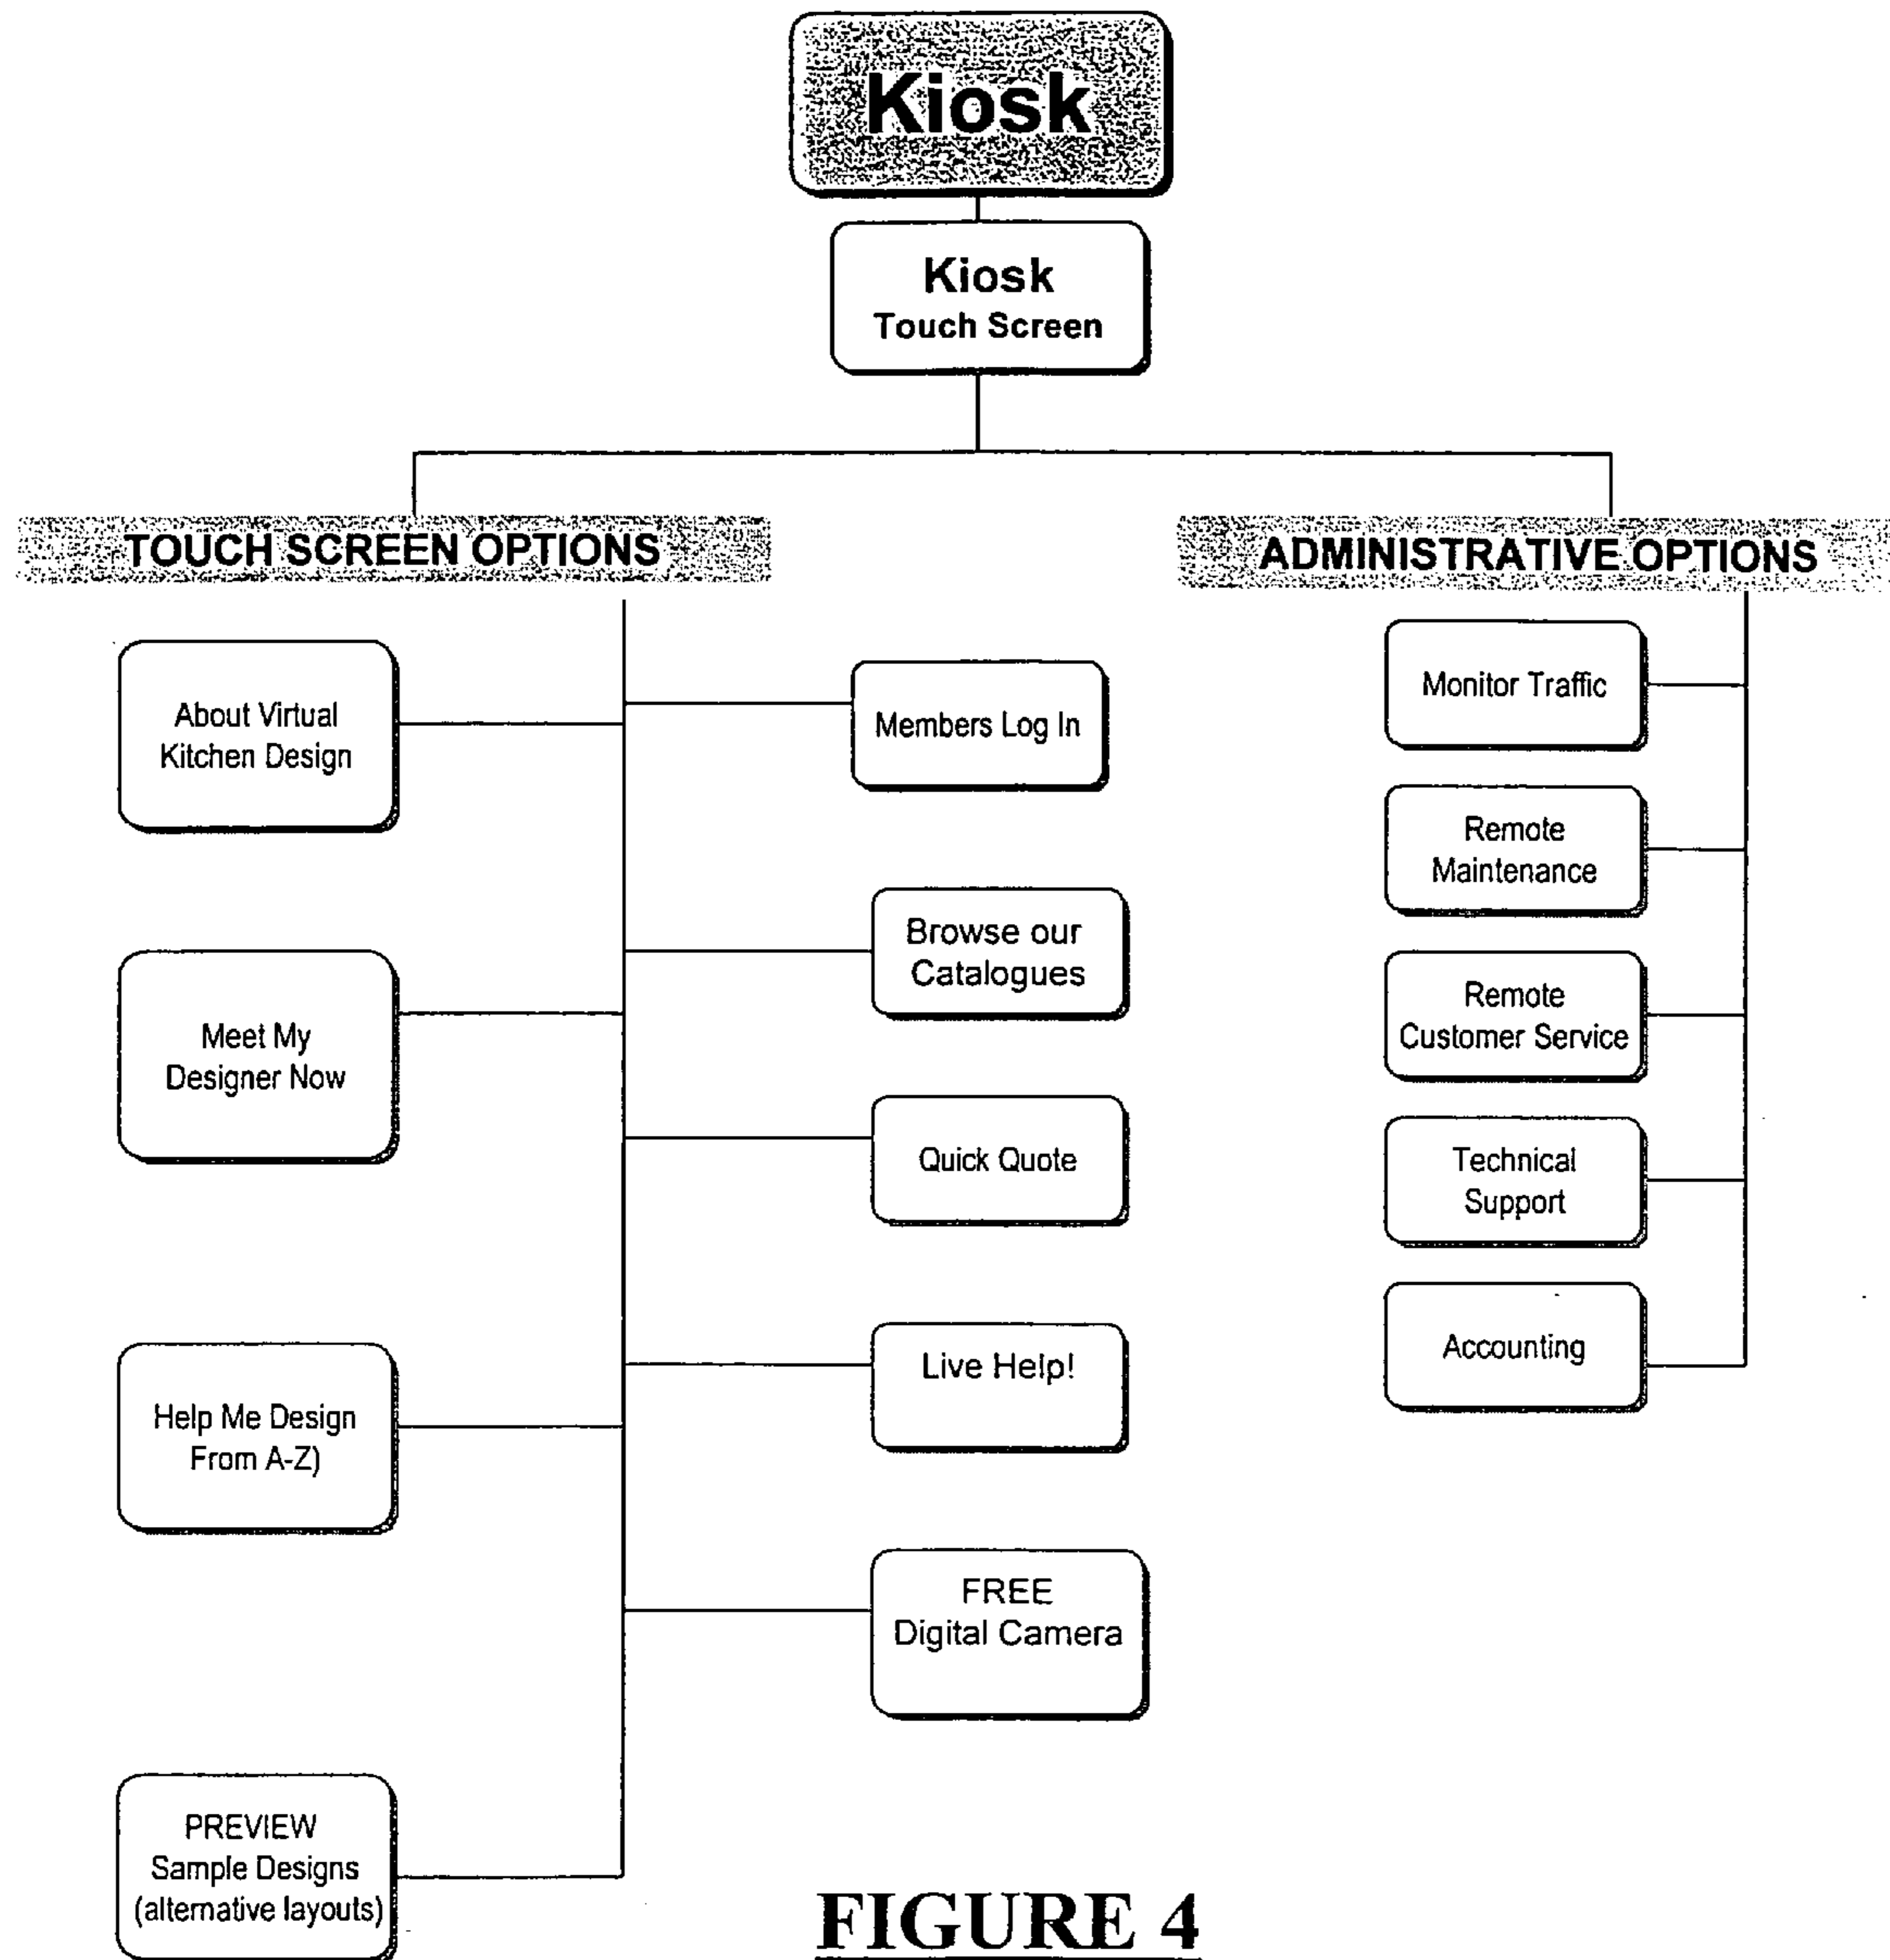 Kiosk
Kiosk
Touch Screen
TOUCH SCREEN OPTIONS
ADMINISTRATIVE OPTIONS
About Virtual
Kitchen Design
Meet My
Designer Now
Help Me Design
From A-Z)
PREVIEW
Sample Designs
(alternative layouts)
Members Log In
Browse our
Catalogues
Quick Quote
Live Help!
FREE
Digital Camera
Monitor Traffic
Remote
Maintenance
Remote
Customer Service
Technical
Support
Accounting
FIGURE 4